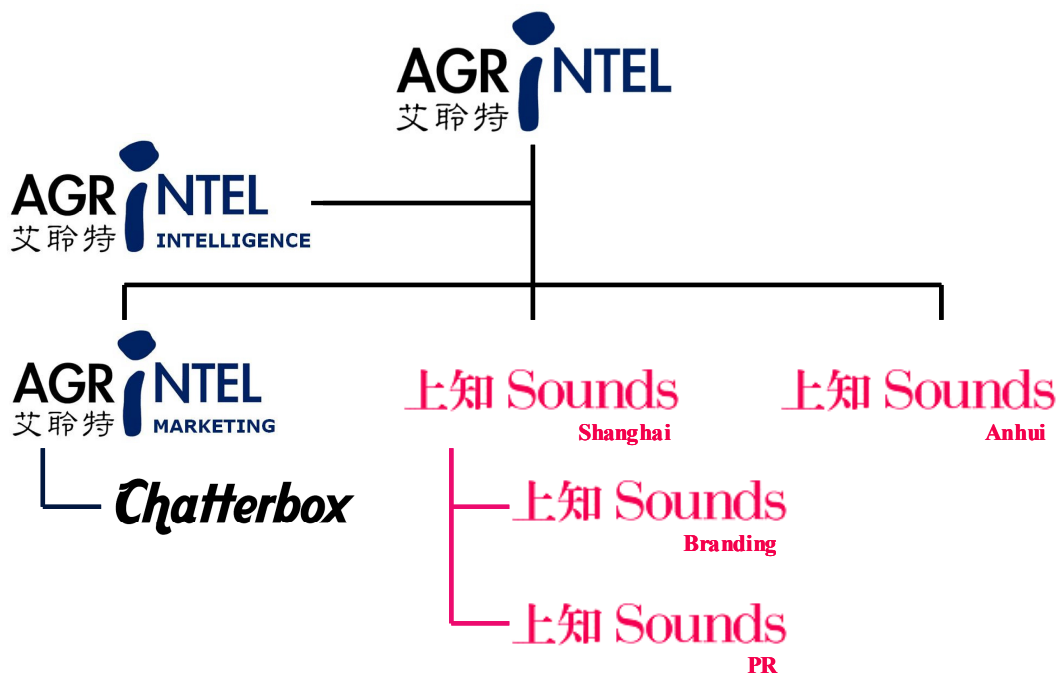 AGRiNTEL
艾聆特
AGRiNTEL
艾聆特 INTELLIGENCE
AGRiNTEL
艾聆特 MARKETING
上知 Sounds
Shanghai
上知 Sounds
Anhui
Chatterbox
上知 Sounds
Branding
上知 Sounds
PR